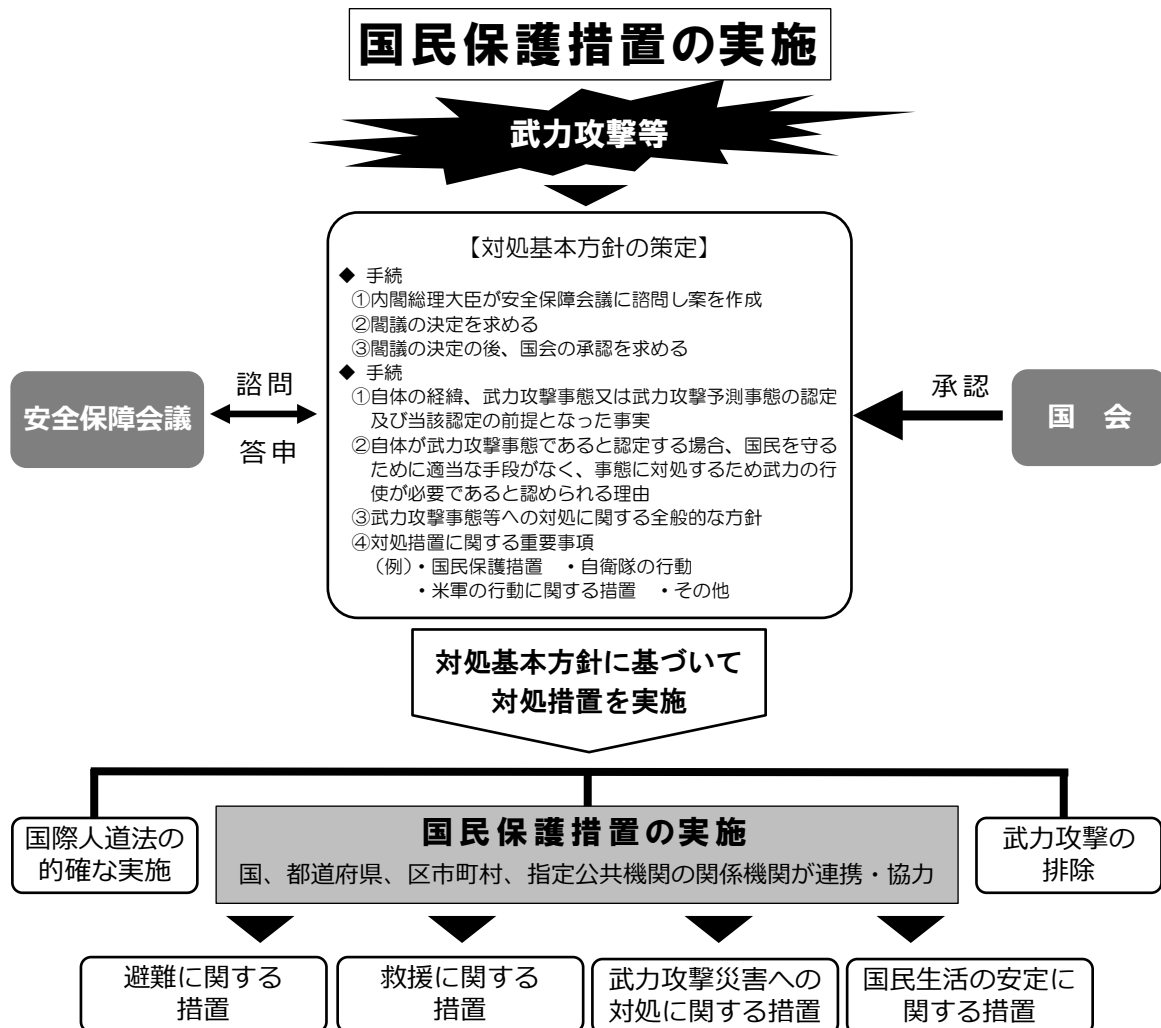 国民保護措置の実施
武力攻撃等
【対処基本方針の策定】
◆ 手続
①内閣総理大臣が安全保障会議に諮問し案を作成
②閣議の決定を求める
③閣議の決定の後、国会の承認を求める
◆ 手続
①自体の経緯、武力攻撃事態又は武力攻撃予測事態の認定
及び当該認定の前提となった事実
②自体が武力攻撃事態であると認定する場合、国民を守る
ために適当な手段がなく、事態に対処するため武力の行
使が必要であると認められる理由
③武力攻撃事態等への対処に関する全般的な方針
④対処措置に関する重要事項
（例）・国民保護措置 ・自衛隊の行動
・米軍の行動に関する措置 ・その他
安全保障会議
諮問
答申
承認
国 会
対処基本方針に基づいて
対処措置を実施
国際人道法の
的確な実施
国民保護措置の実施
国、都道府県、区市町村、指定公共機関の関係機関が連携・協力
武力攻撃の
排除
避難に関する
措置
救援に関する
措置
武力攻撃災害への
対処に関する措置
国民生活の安定に
関する措置